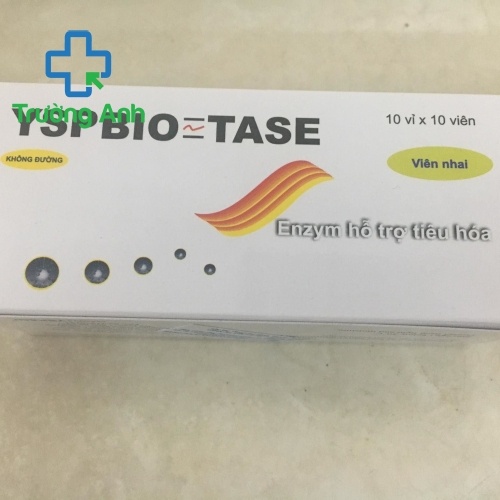 Trường Anh
YSP BIO TASE
10 vỉ x 10 viên
KHÔNG ĐƯỜNG
Viên nhai
Enzym hỗ trợ tiêu hóa